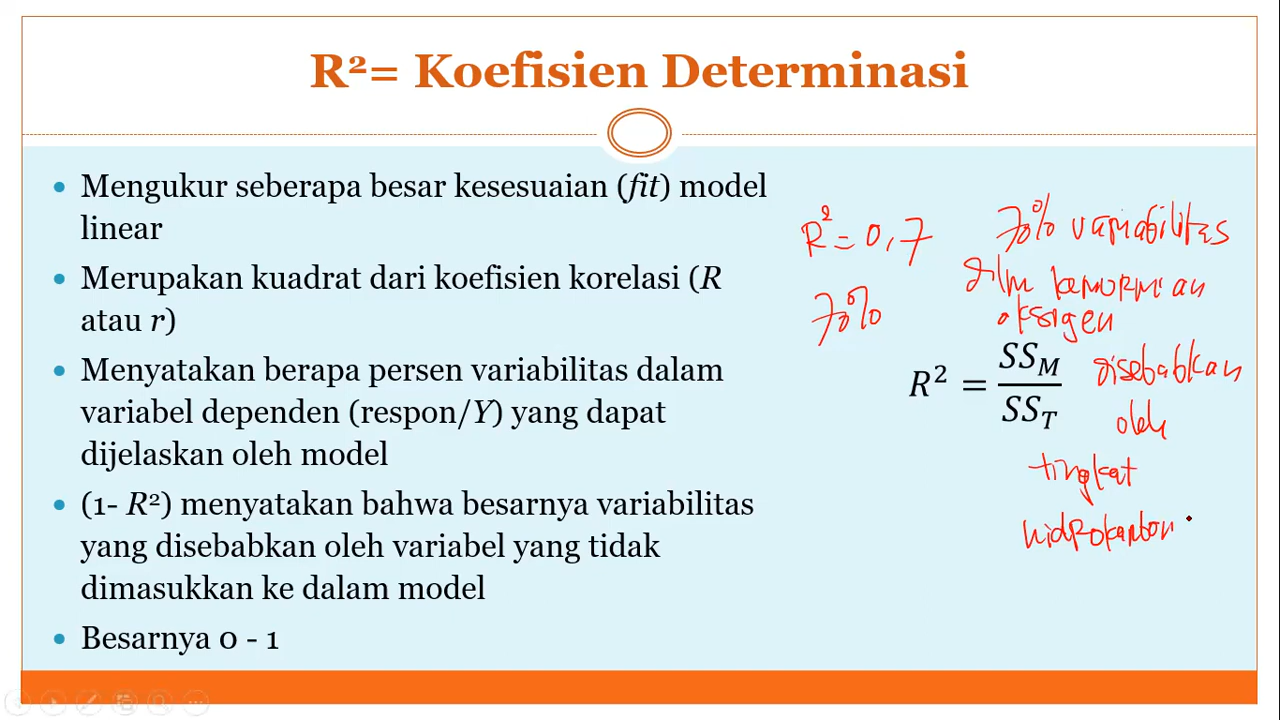 R²= Koefisien Determinasi
• Mengukur seberapa besar kesesuaian (fit) model
linear
• Merupakan kuadrat dari koefisien korelasi (R
atau r)
• Menyatakan berapa persen variabilitas dalam
variabel dependen (respon/Y) yang dapat
dijelaskan oleh model
• (1- R²) menyatakan bahwa besarnya variabilitas
yang disebabkan oleh variabel yang tidak
dimasukkan ke dalam model
• Besarnya 0 - 1
R² = 0,7
70%
70% variabilitas
dlm kemurnian
oksigen
R² = SS_M / SS_T
disebabkan
oleh
tingkat
hidrokarbon